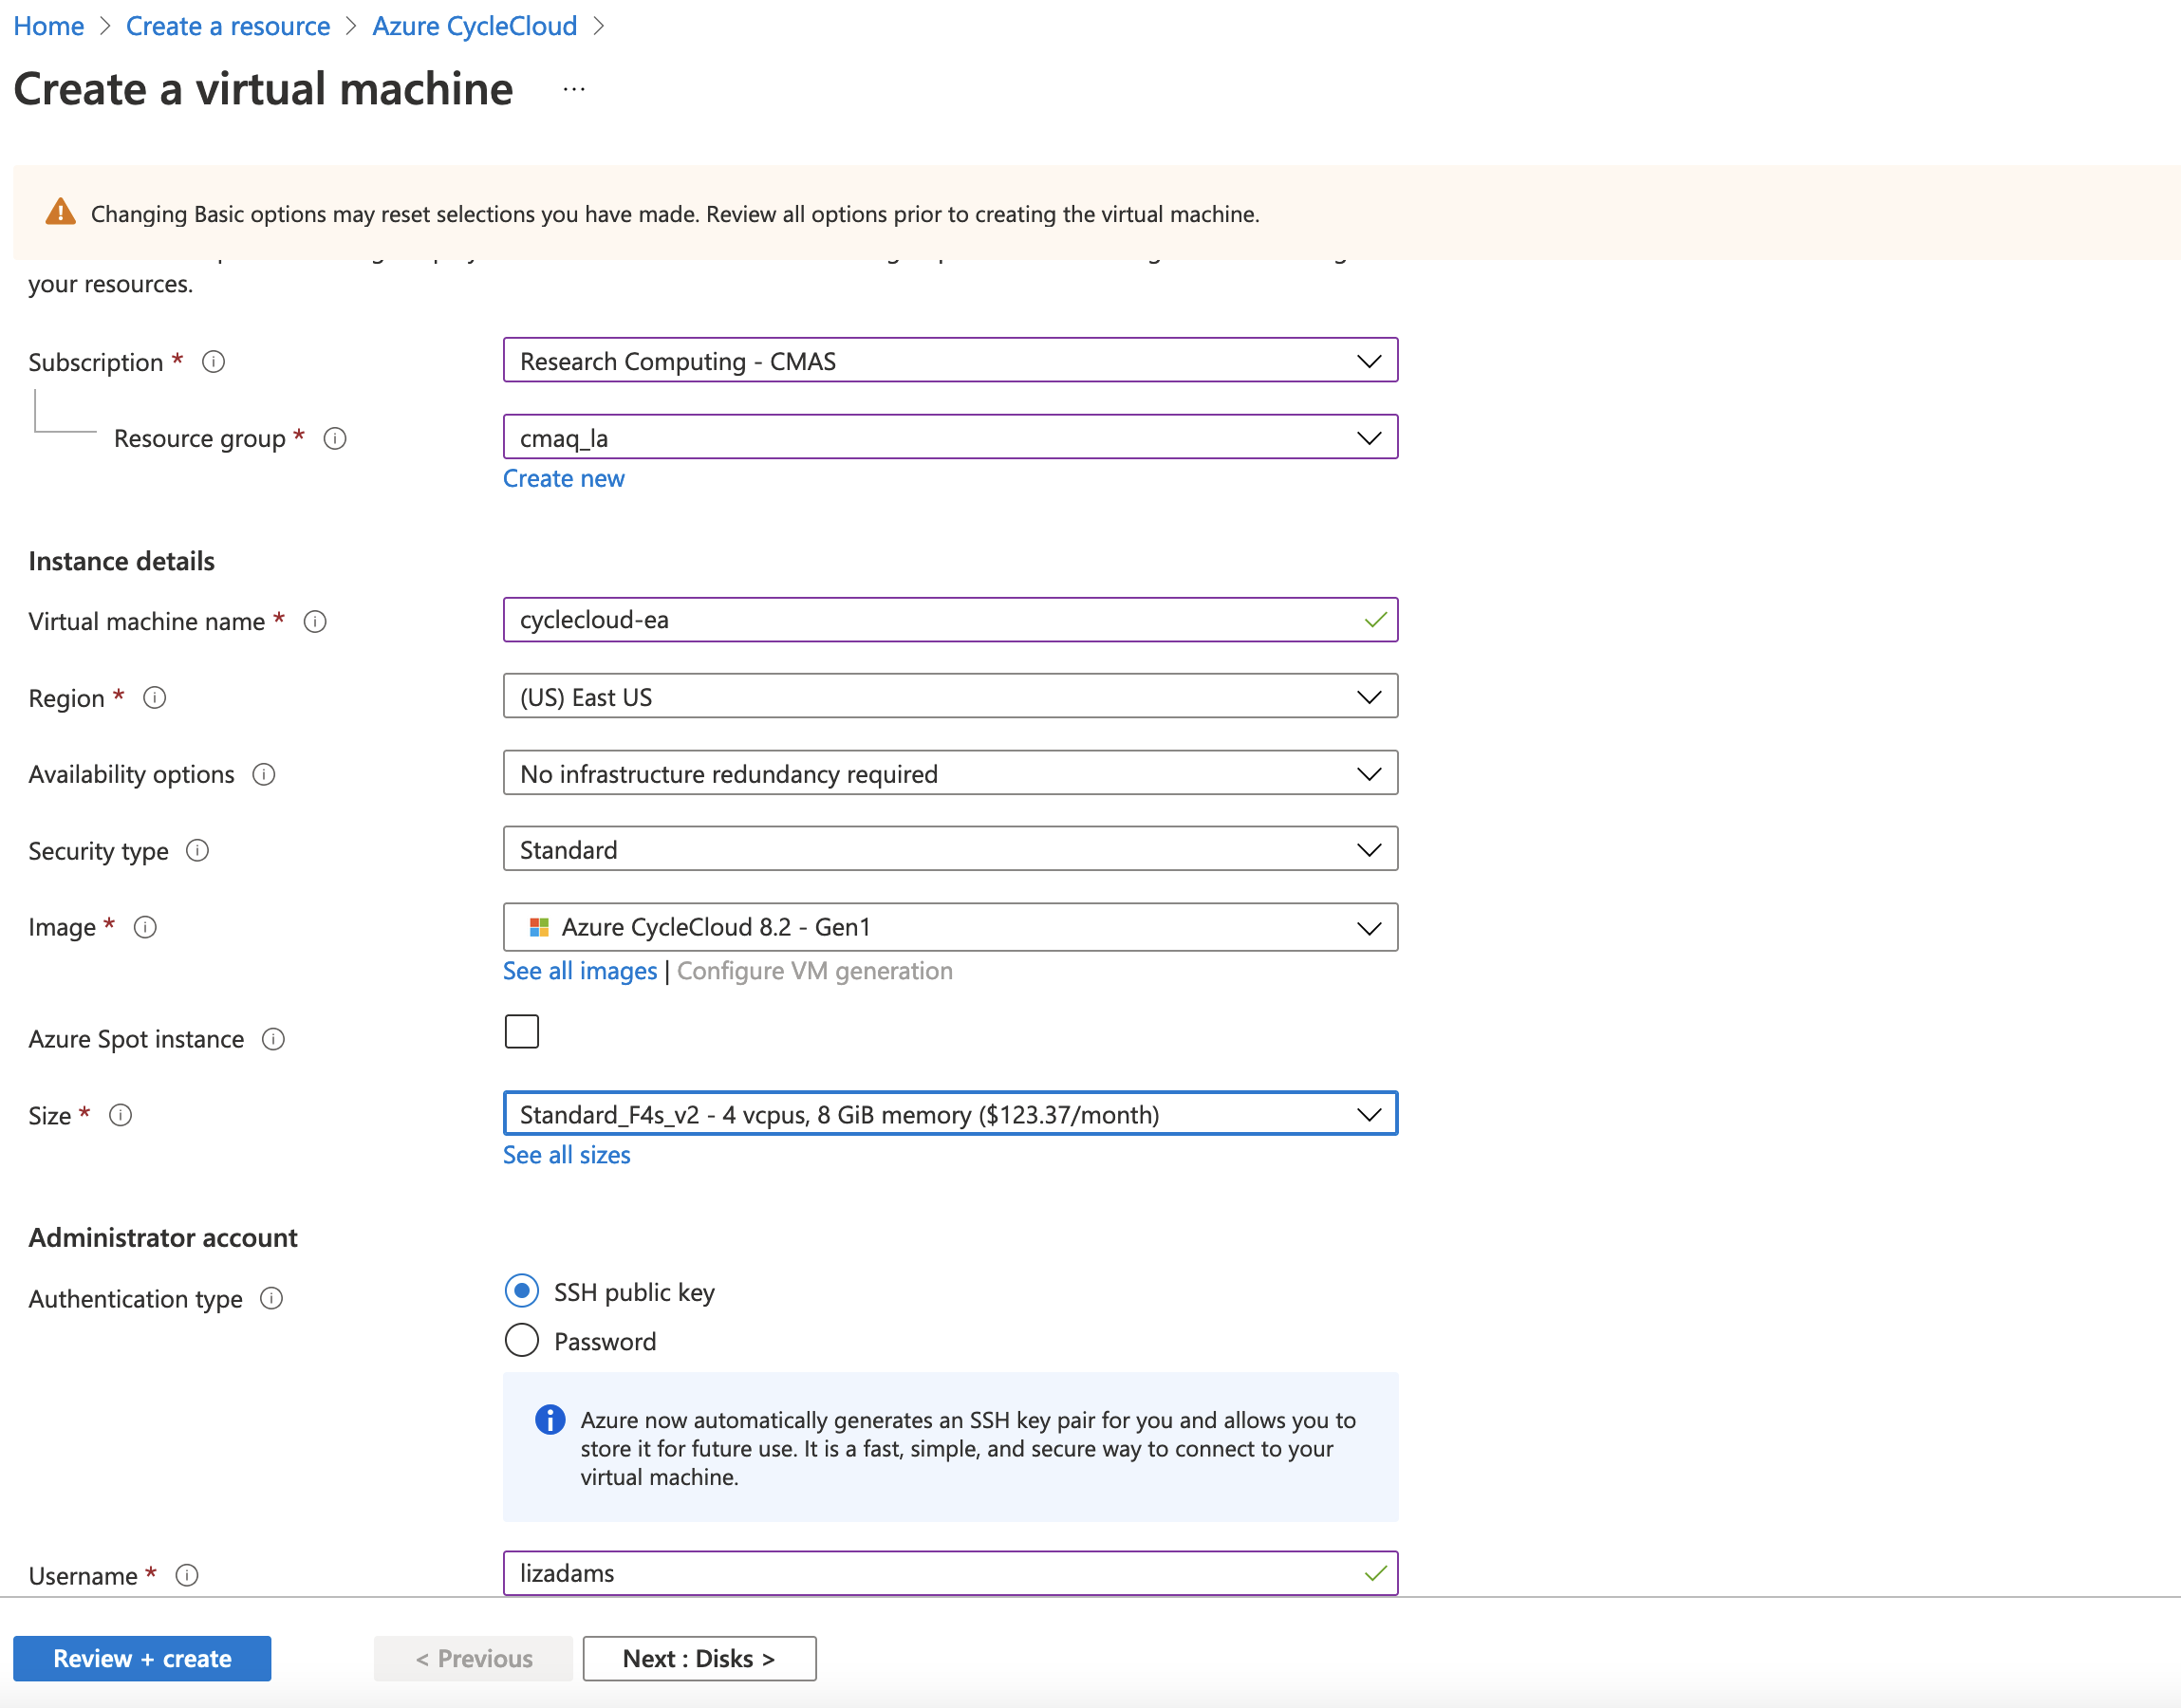 Home > Create a resource > Azure CycleCloud >
Create a virtual machine ...
Changing Basic options may reset selections you have made. Review all options prior to creating the virtual machine.
your resources.
Subscription * Research Computing - CMAS
Resource group * cmaq_la
Create new
Instance details
Virtual machine name * cyclecloud-ea
Region * (US) East US
Availability options No infrastructure redundancy required
Security type Standard
Image * Azure CycleCloud 8.2 - Gen1
See all images | Configure VM generation
Azure Spot instance
Size * Standard_F4s_v2 - 4 vcpus, 8 GiB memory ($123.37/month)
See all sizes
Administrator account
Authentication type SSH public key
Password
Azure now automatically generates an SSH key pair for you and allows you to
store it for future use. It is a fast, simple, and secure way to connect to your
virtual machine.
Username * lizadams
Review + create < Previous Next : Disks >